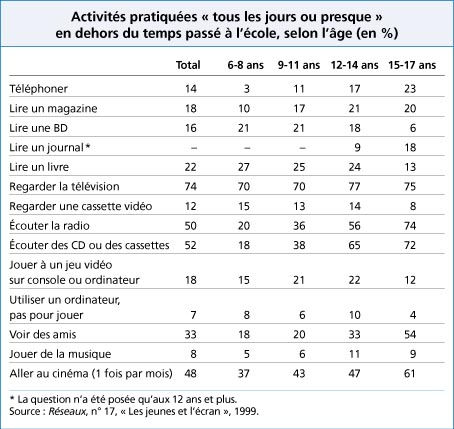 Activités pratiquées « tous les jours ou presque »
en dehors du temps passé à l'école, selon l'âge (en %)
Total 6-8 ans 9-11 ans 12-14 ans 15-17 ans
Téléphoner 14 3 11 17 23
Lire un magazine 18 10 17 21 20
Lire une BD 16 21 21 18 6
Lire un journal* – – – 9 18
Lire un livre 22 27 25 24 13
Regarder la télévision 74 70 70 77 75
Regarder une cassette vidéo 12 15 13 14 8
Écouter la radio 50 20 36 56 74
Écouter des CD ou des cassettes 52 18 38 65 72
Jouer à un jeu vidéo
sur console ou ordinateur 18 15 21 22 12
Utiliser un ordinateur,
pas pour jouer 7 8 6 10 4
Voir des amis 33 18 20 33 54
Jouer de la musique 8 5 6 11 9
Aller au cinéma (1 fois par mois) 48 37 43 47 61
* La question n'a été posée qu'aux 12 ans et plus.
Source : Réseaux, n° 17, « Les jeunes et l'écran », 1999.